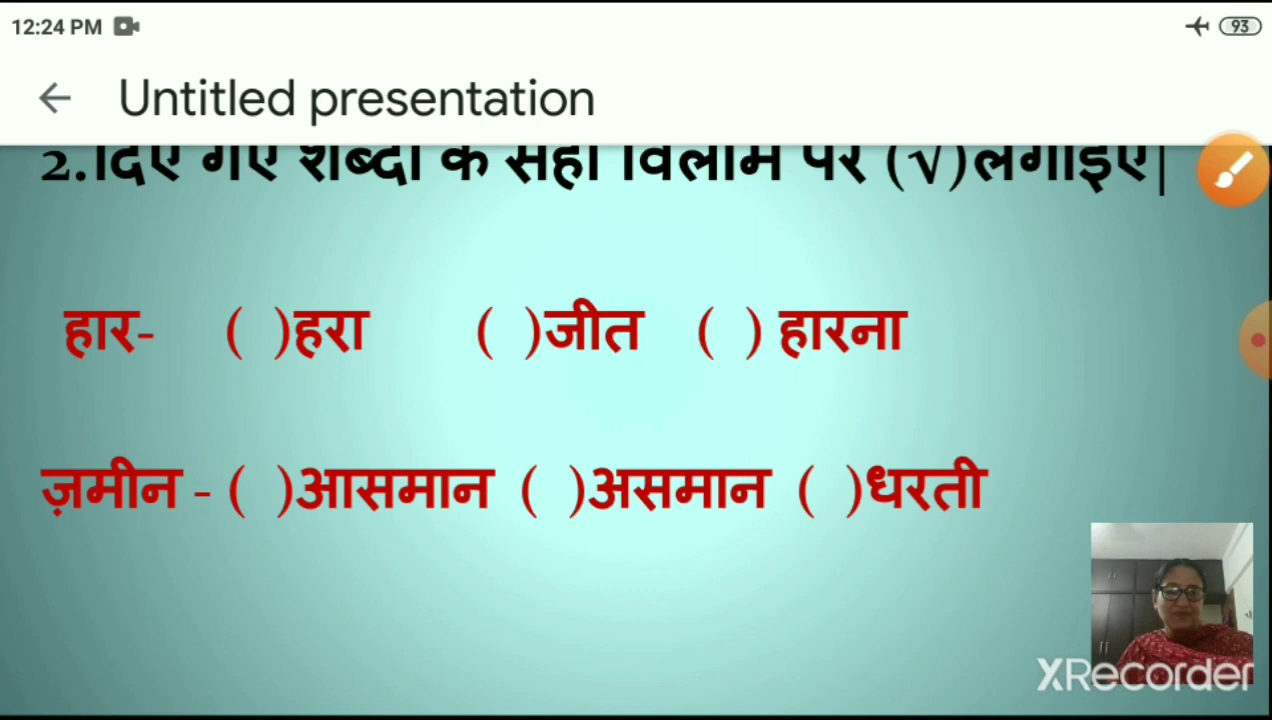 12:24 PM 93
Untitled presentation
2.दिए गए शब्दों के सही विलोम पर (√)लगाइए|
हार- ( )हरा ( )जीत ( ) हारना
ज़मीन - ( )आसमान ( )असमान ( )धरती
XRecorder